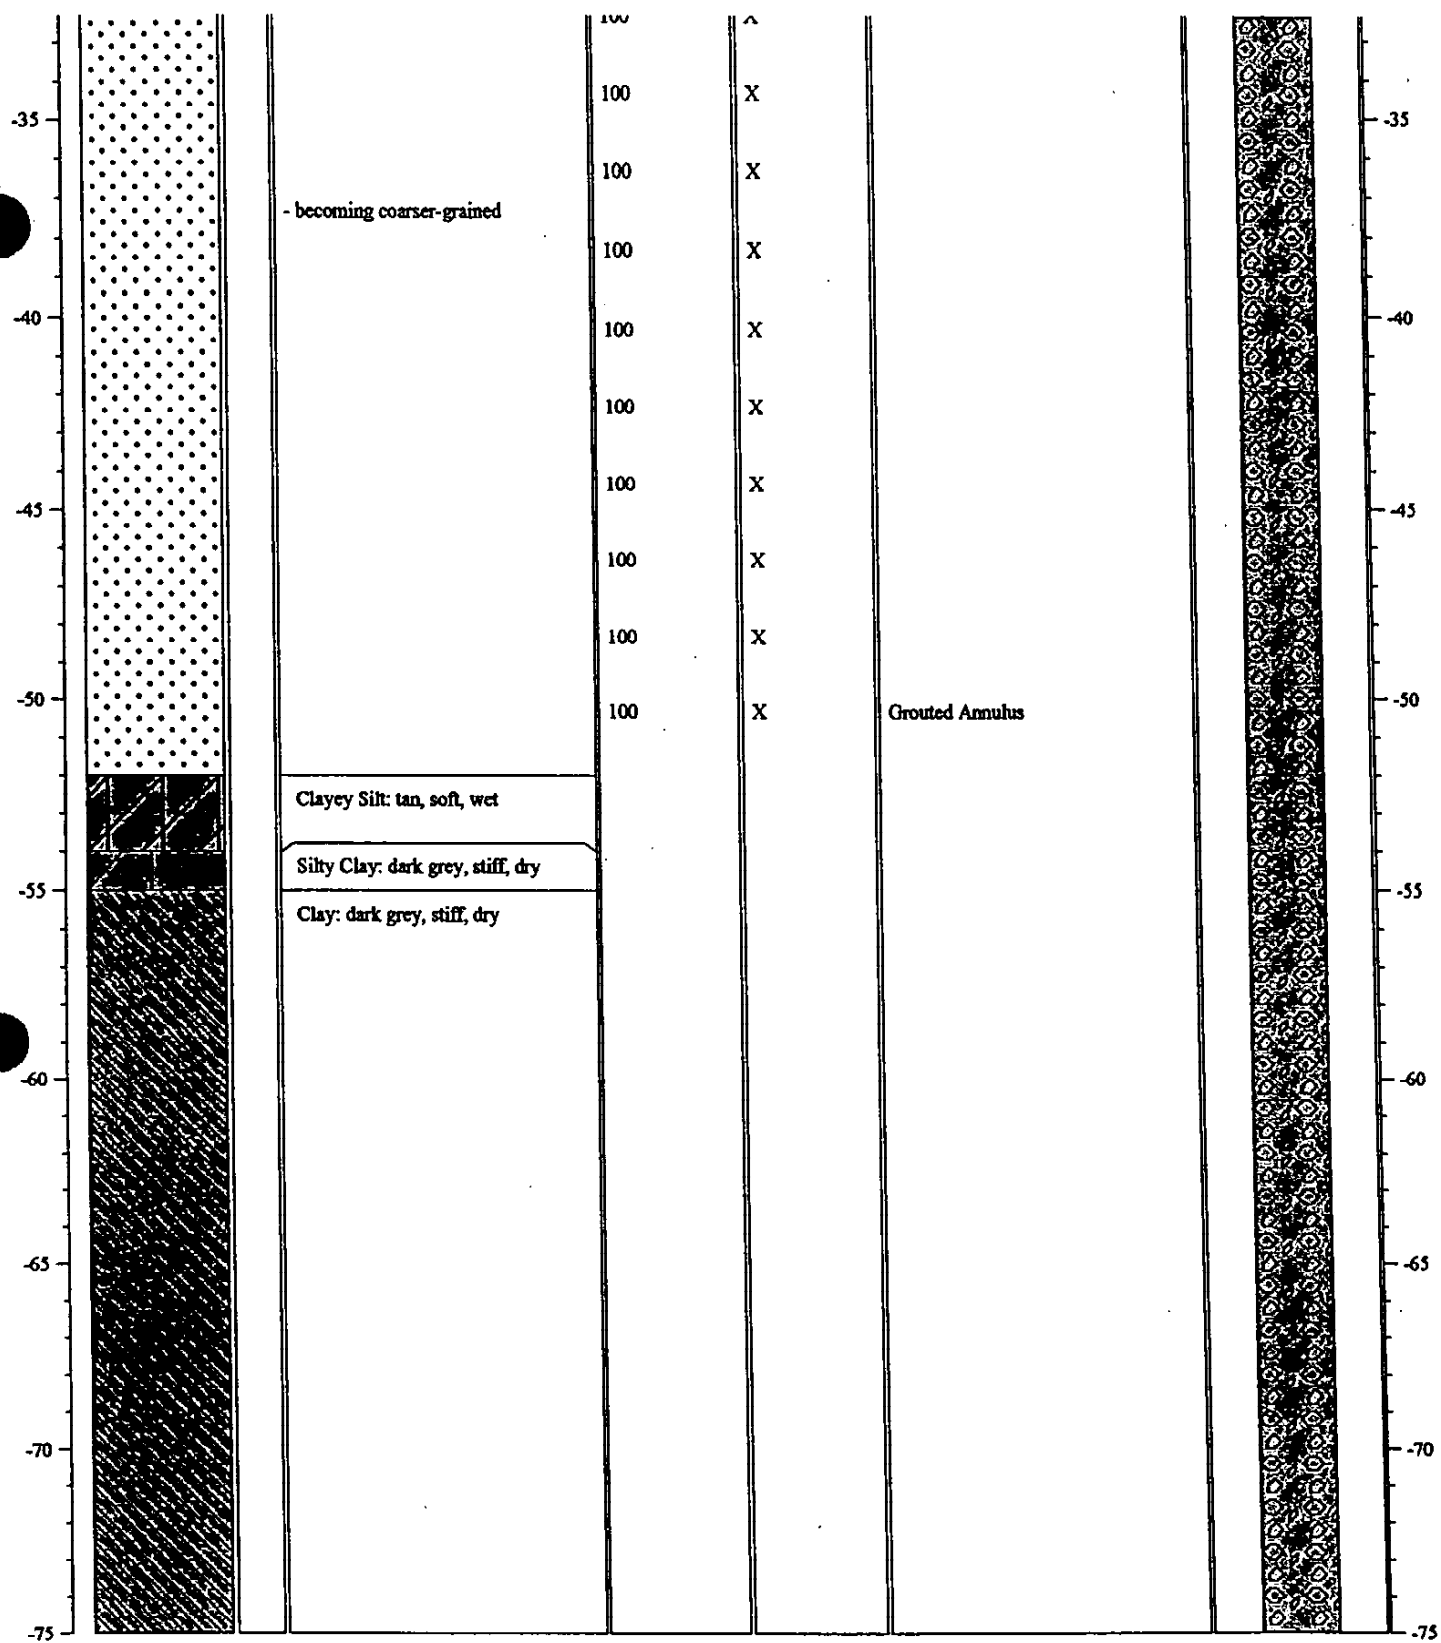 100 X
100 X
-35 -35
100 X
- becoming coarser-grained
100 X
-40 100 X -40
100 X
100 X
-45 -45
100 X
100 X
-50 -50
100 X Grouted Annulus
Clayey Silt: tan, soft, wet
Silty Clay: dark grey, stiff, dry
-55 -55
Clay: dark grey, stiff, dry
-60 -60
-65 -65
-70 -70
-75 -75